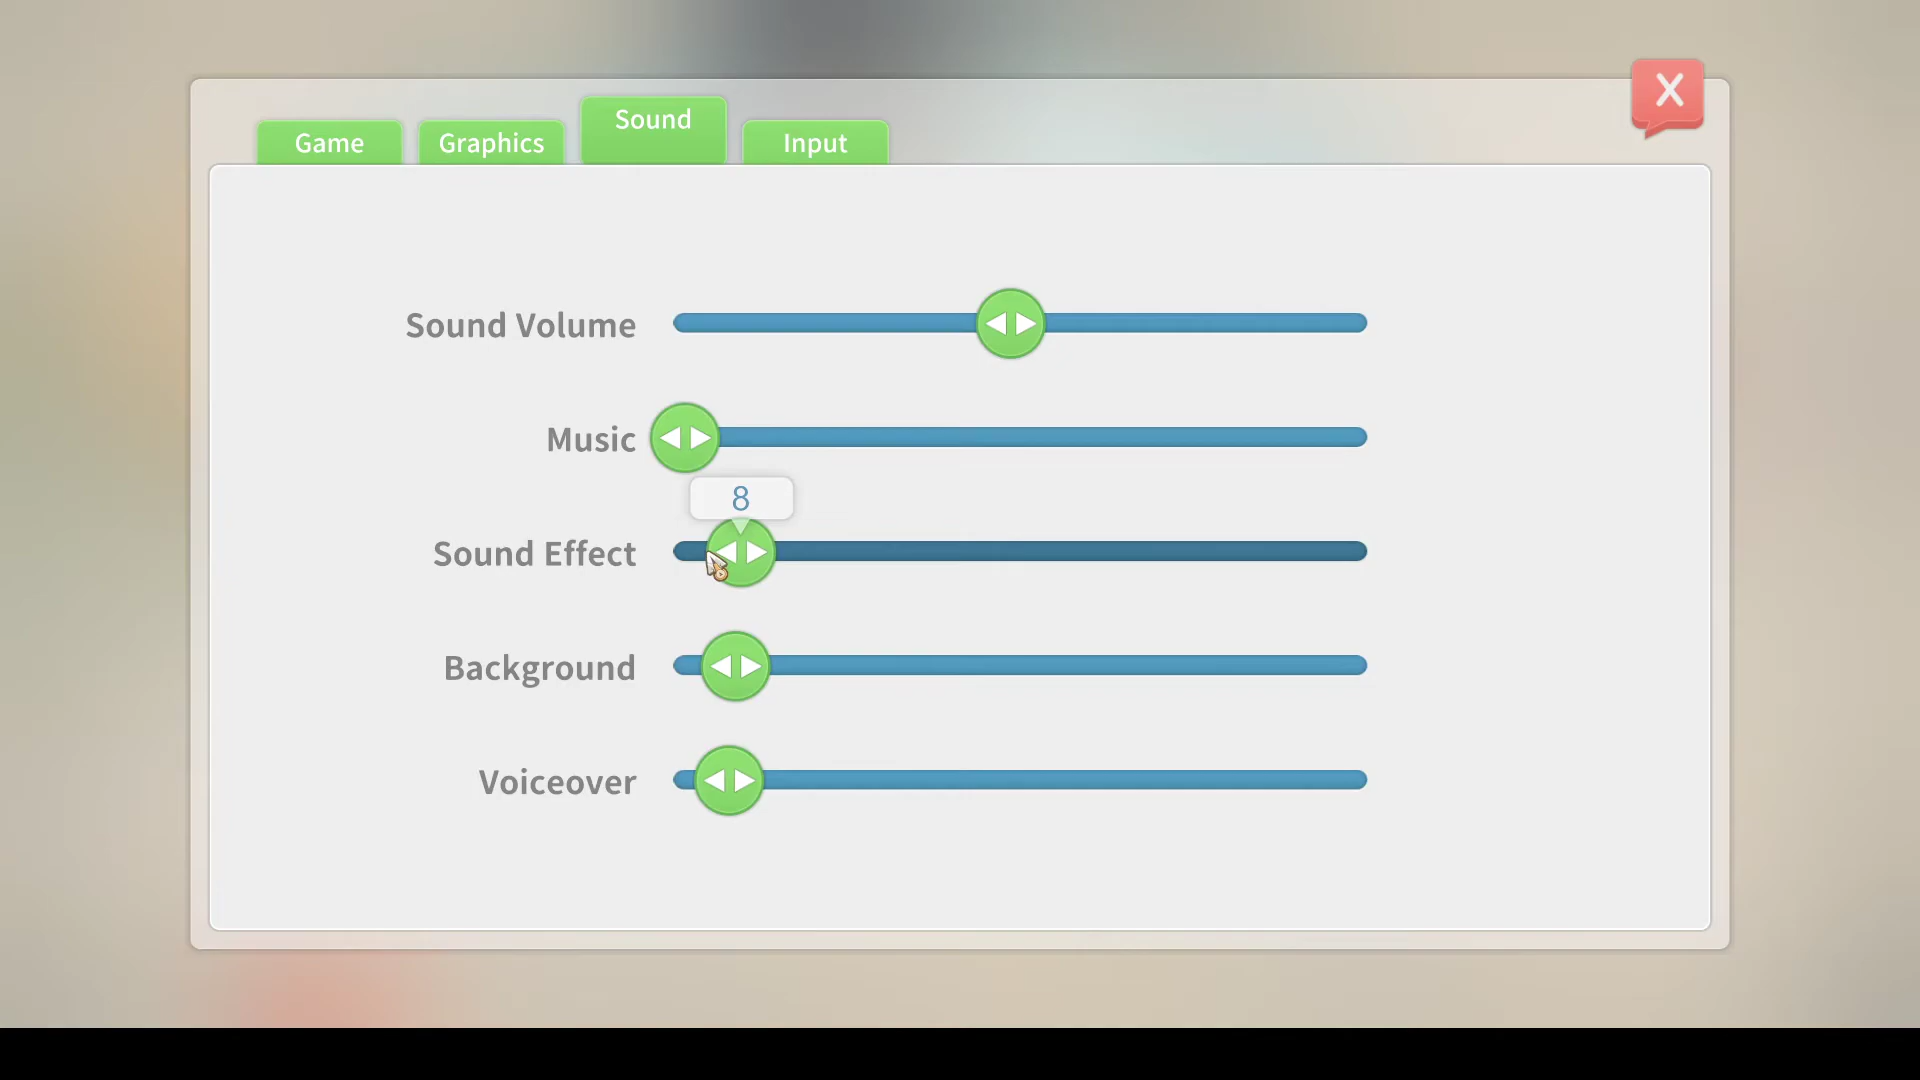 Game
Graphics
Sound
Input
X
Sound Volume
Music
8
Sound Effect
Background
Voiceover